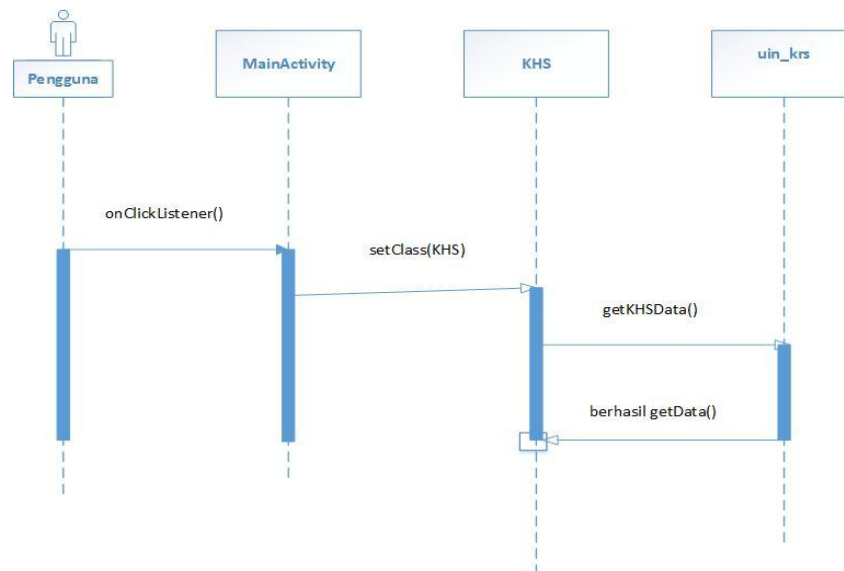 Pengguna
MainActivity
KHS
uin_krs
onClickListener()
setClass(KHS)
getKHSData()
berhasil getData()